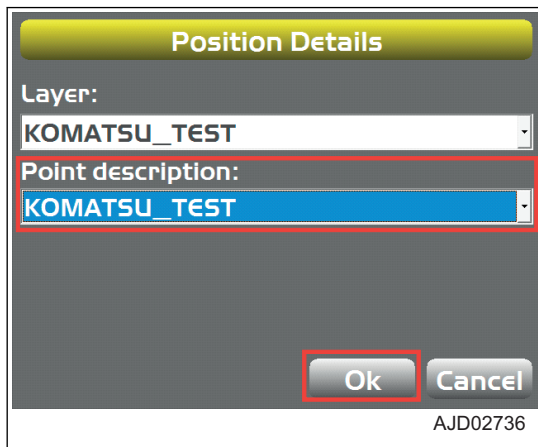 Position Details
Layer:
KOMATSU_TEST
Point description:
KOMATSU_TEST
Ok Cancel
AJD02736